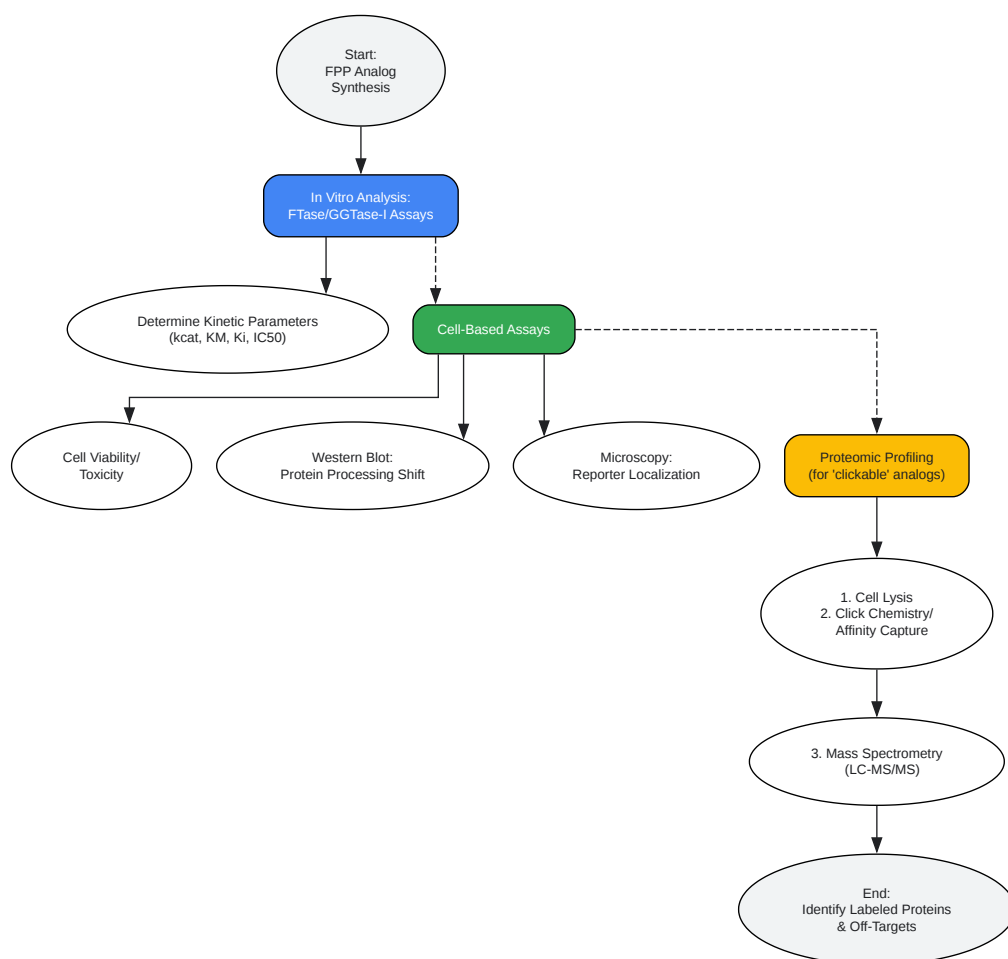 Start:
FPP Analog
Synthesis
In Vitro Analysis:
FTase/GGTase-I Assays
Determine Kinetic Parameters
(kcat, KM, Ki, IC50)
Cell-Based Assays
Cell Viability/
Toxicity
Western Blot:
Protein Processing Shift
Microscopy:
Reporter Localization
Proteomic Profiling
(for 'clickable' analogs)
1. Cell Lysis
2. Click Chemistry/
Affinity Capture
3. Mass Spectrometry
(LC-MS/MS)
End:
Identify Labeled Proteins
& Off-Targets